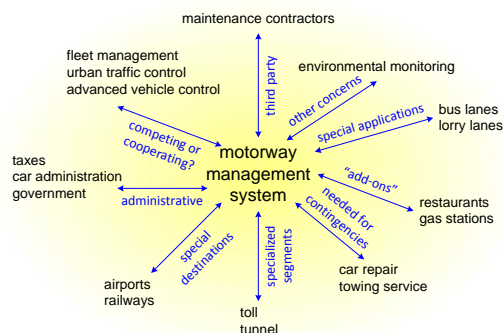 maintenance contractors
fleet management
urban traffic control
advanced vehicle control
third party
environmental monitoring
other concerns
bus lanes
lorry lanes
special applications
competing or
cooperating?
motorway
management
system
taxes
car administration
government
administrative
"add-ons"
restaurants
gas stations
needed for
contingencies
special
destinations
specialized
segments
car repair
towing service
airports
railways
toll
tunnel